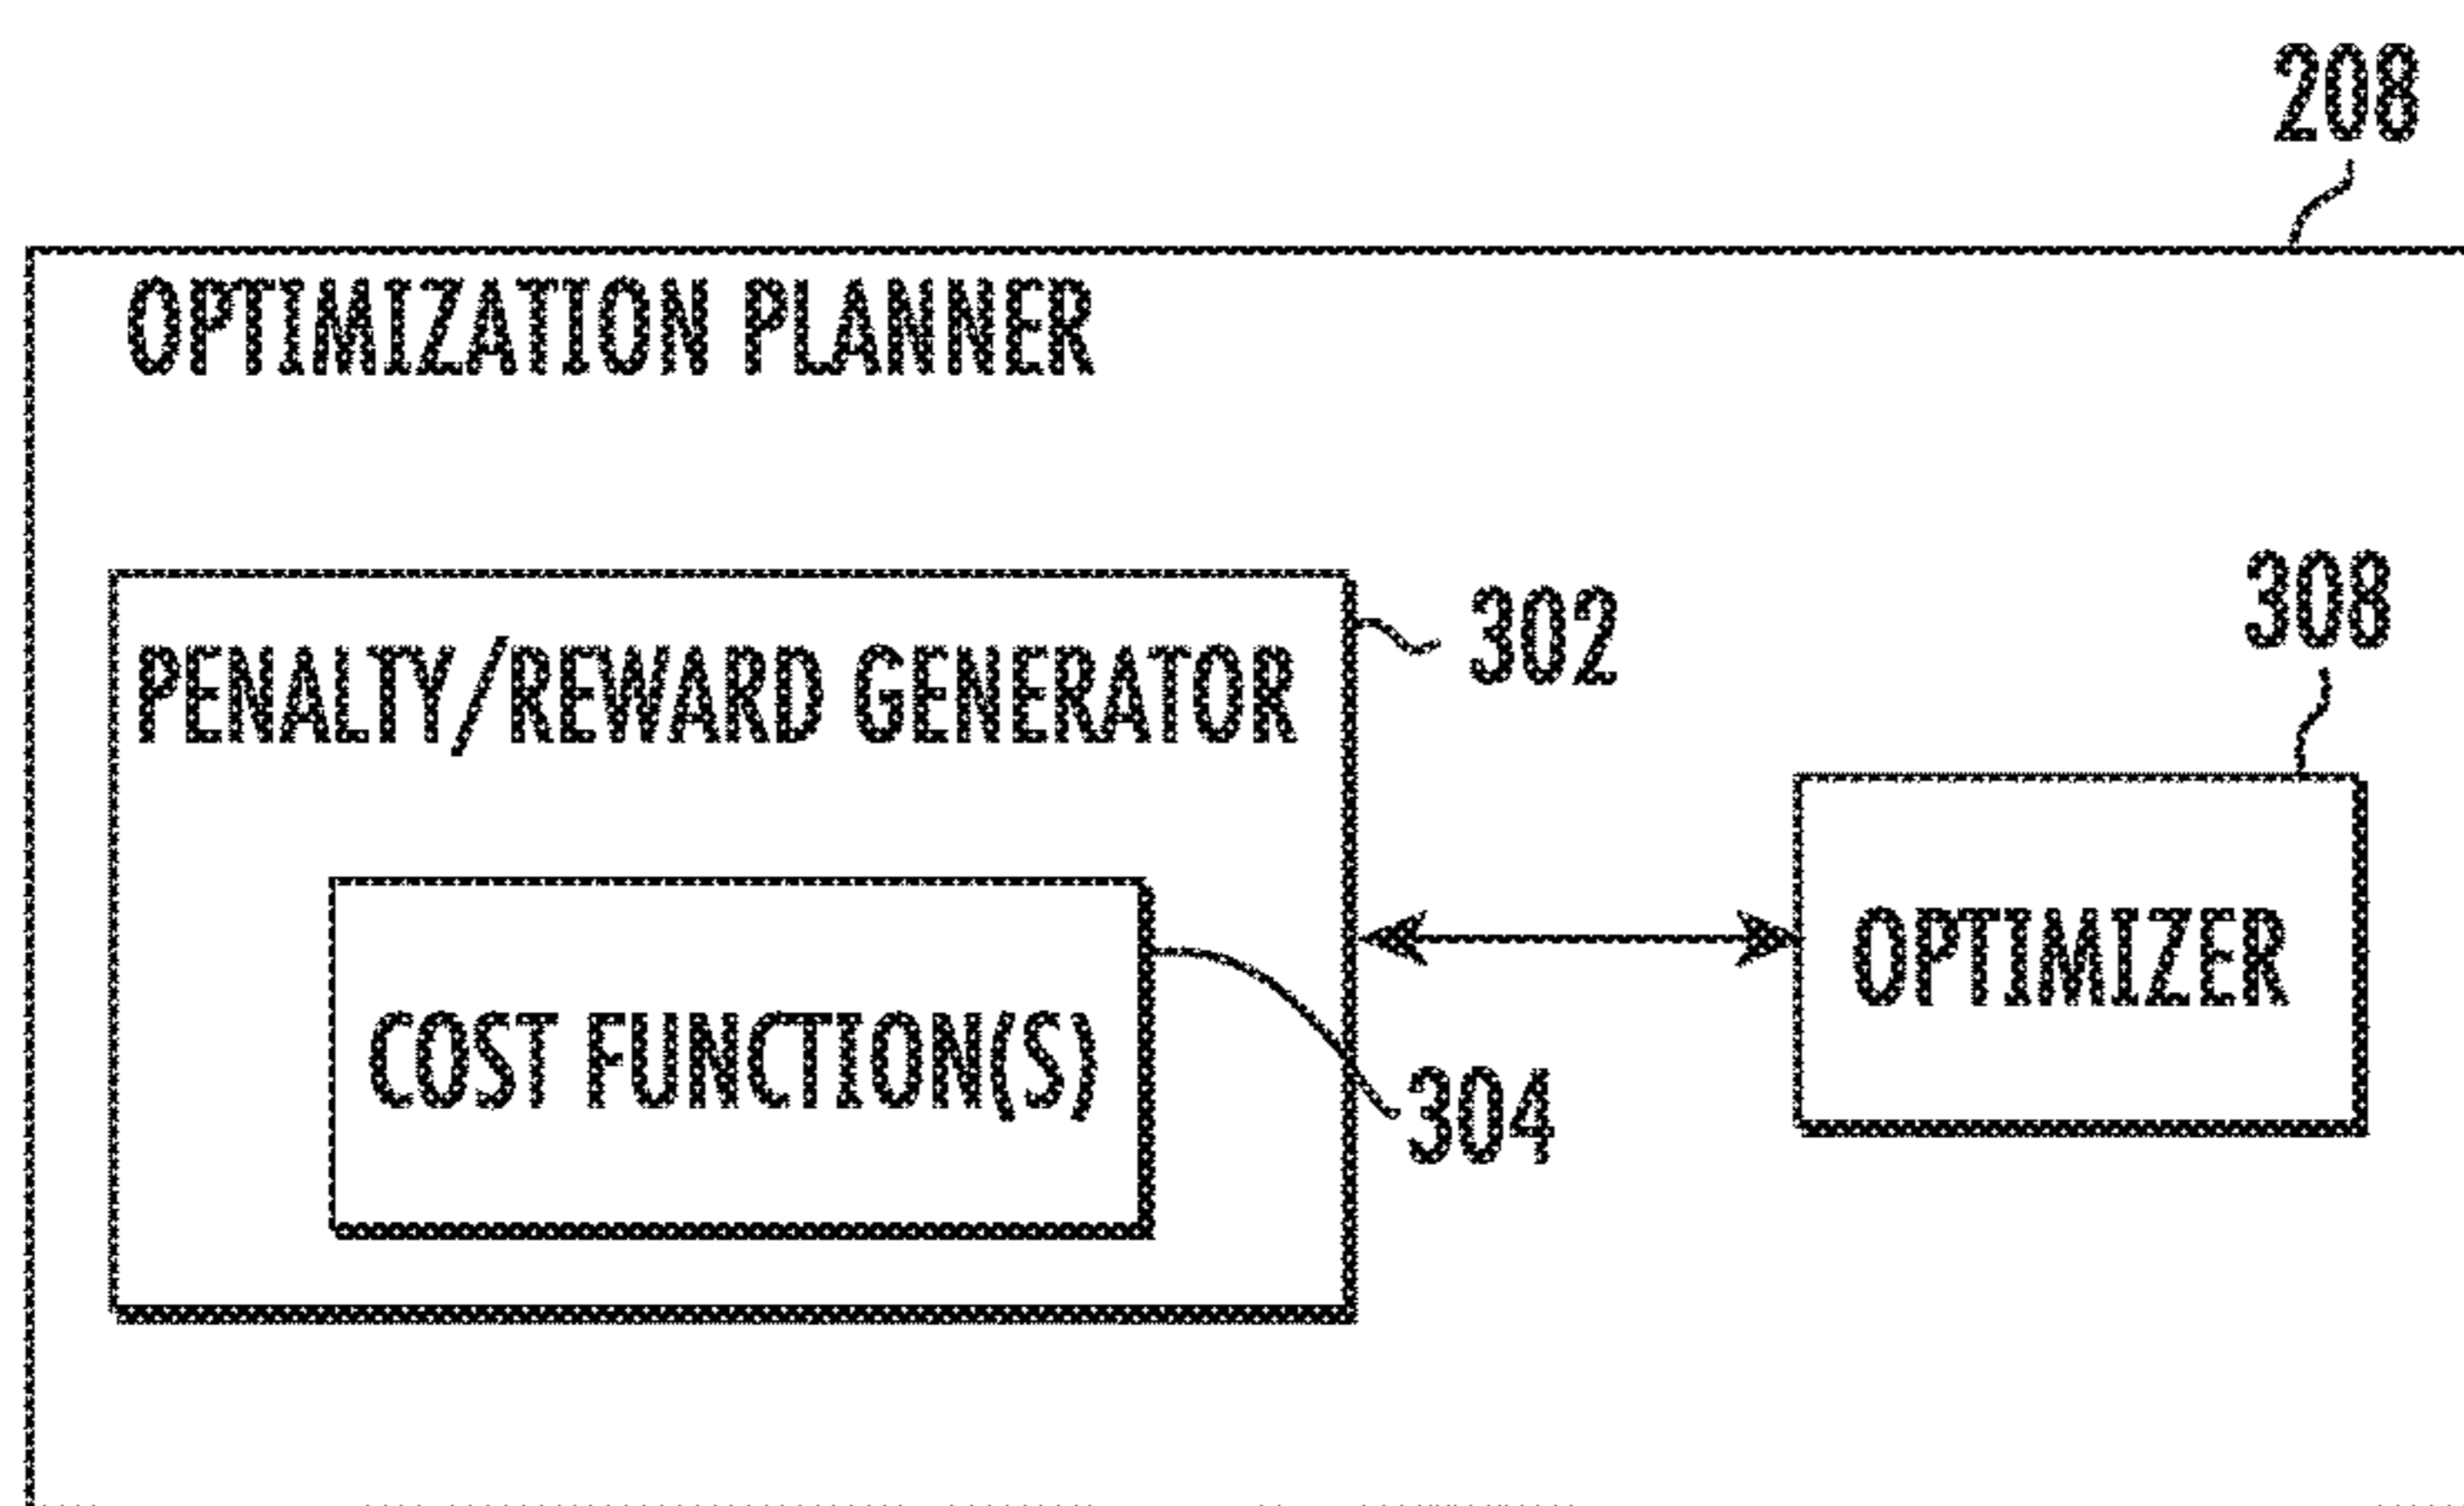 208
OPTIMIZATION PLANNER
308
302
PENALTY/REWARD GENERATOR
OPTIMIZER
COST FUNCTION(S)
304